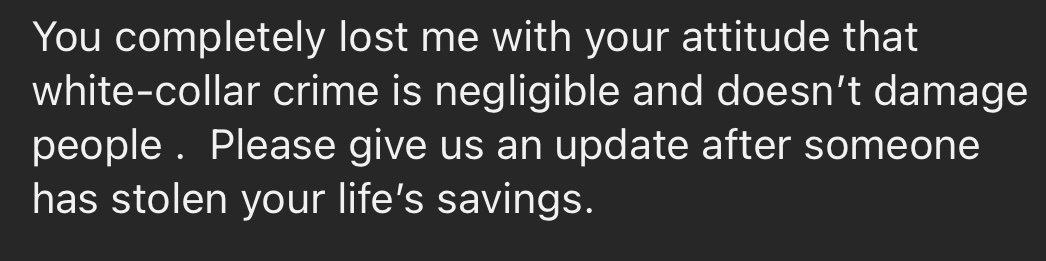 You completely lost me with your attitude that
white-collar crime is negligible and doesn’t damage
people .  Please give us an update after someone
has stolen your life’s savings.